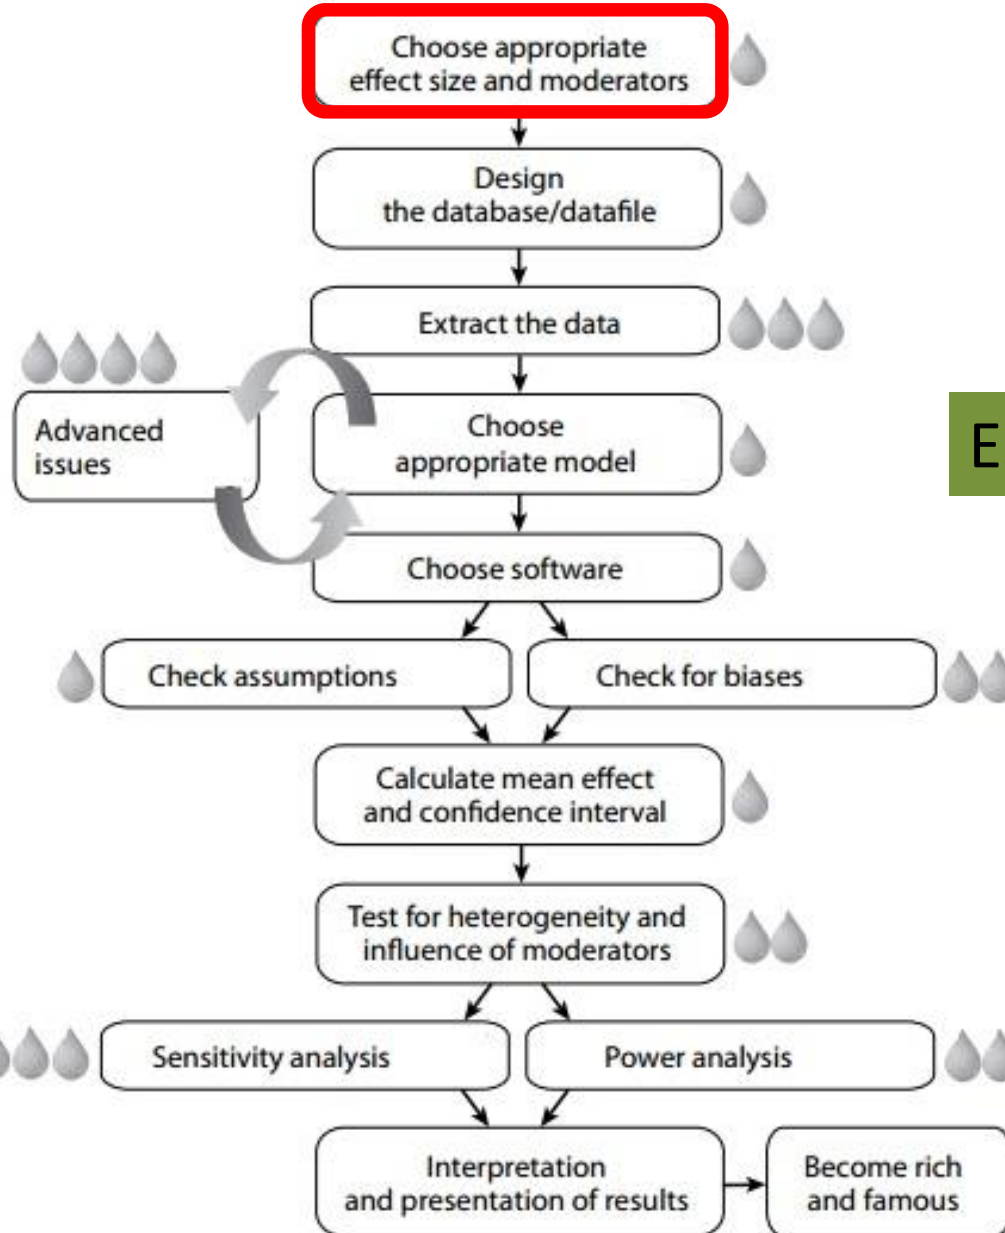 Choose appropriate
effect size and moderators
Design
the database/datafile
Extract the data
Advanced
issues
Choose
appropriate model
E
Choose software
Check assumptions
Check for biases
Calculate mean effect
and confidence interval
Test for heterogeneity and
influence of moderators
Sensitivity analysis
Power analysis
Interpretation
and presentation of results
Become rich
and famous